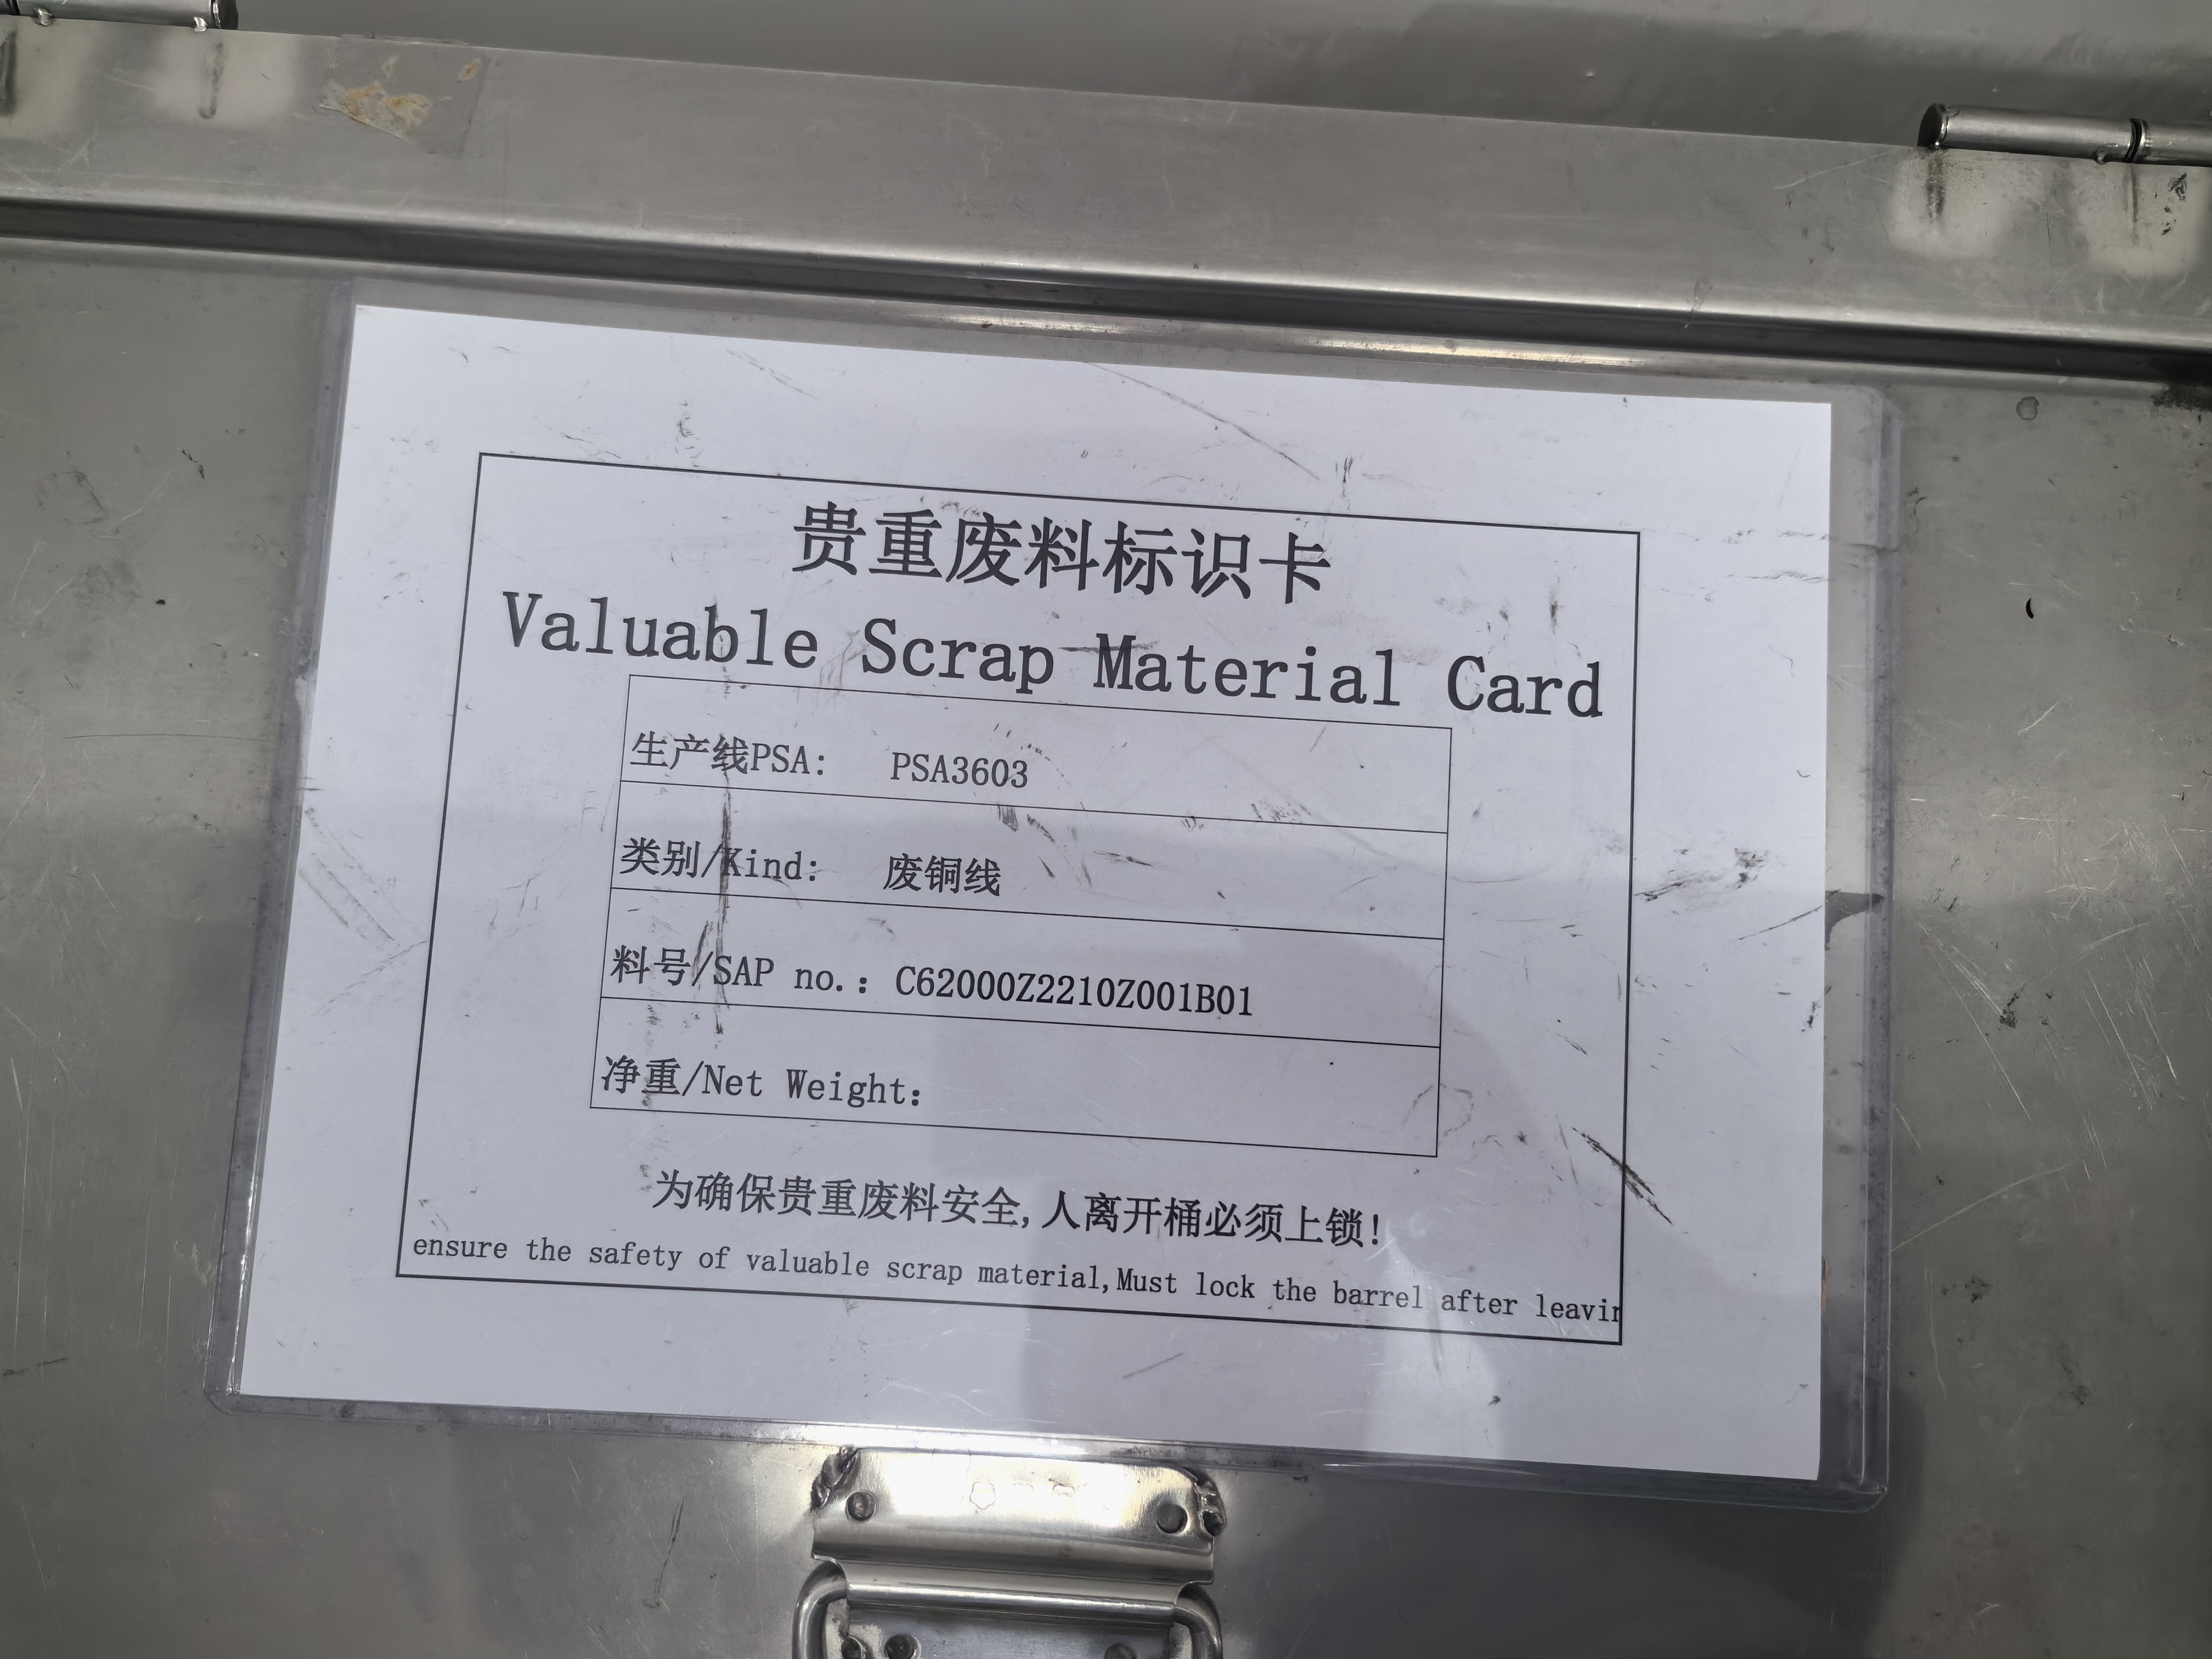 贵重废料标识卡
Valuable Scrap Material Card
生产线PSA: PSA3603
类别/Kind: 废铜线
料号/SAP no.: C62000Z2210Z001B01
净重/Net Weight:
为确保贵重废料安全,人离开桶必须上锁!
ensure the safety of valuable scrap material,Must lock the barrel after leavin